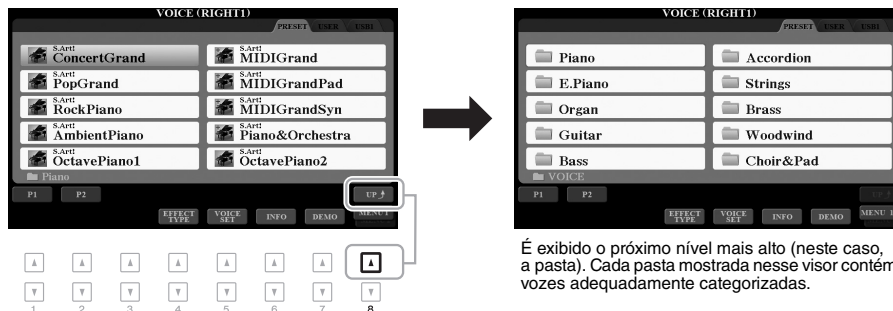 VOICE (RIGHT1)
PRESET USER USB1
S.Art!
ConcertGrand
S.Art!
MIDIGrand
S.Art!
PopGrand
S.Art!
MIDIGrandPad
S.Art!
RockPiano
S.Art!
MIDIGrandSyn
S.Art!
AmbientPiano
S.Art!
Piano&Orchestra
S.Art!
OctavePiano1
S.Art!
OctavePiano2
Piano
P1 P2 UP
EFFECT TYPE VOICE SET INFO DEMO MENU1
1 2 3 4 5 6 7 8
VOICE (RIGHT1)
PRESET USER USB1
Piano Accordion
E.Piano Strings
Organ Brass
Guitar Woodwind
Bass Choir&Pad
VOICE
P1 P2 UP
EFFECT TYPE VOICE SET INFO DEMO MENU 1
É exibido o próximo nível mais alto (neste caso,
a pasta). Cada pasta mostrada nesse visor contém
vozes adequadamente categorizadas.